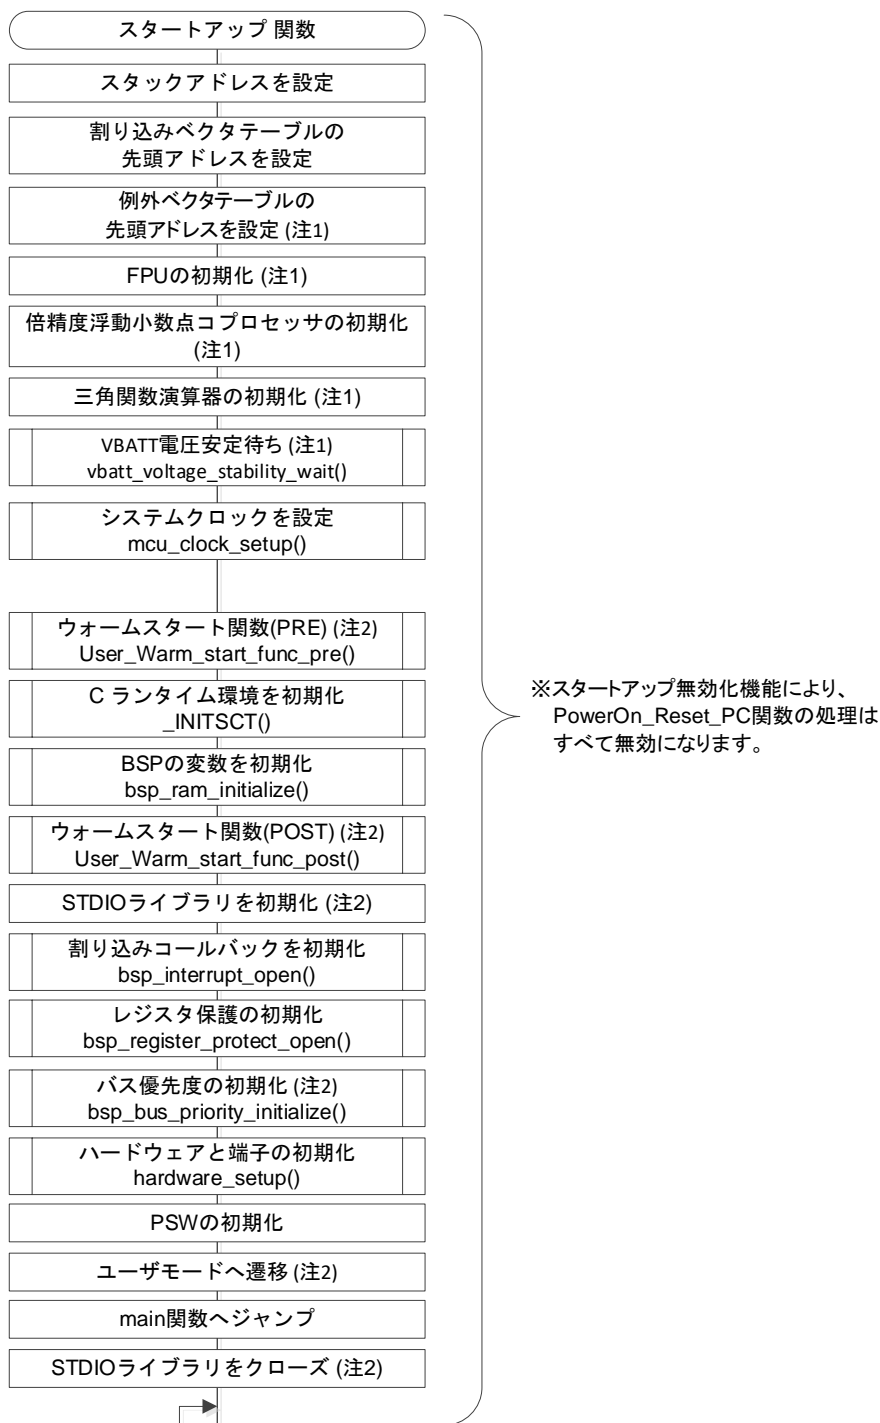 スタートアップ 関数
スタックアドレスを設定
割り込みベクタテーブルの
先頭アドレスを設定
例外ベクタテーブルの
先頭アドレスを設定 (注1)
FPUの初期化 (注1)
倍精度浮動小数点コプロセッサの初期化
(注1)
三角関数演算器の初期化 (注1)
VBATT電圧安定待ち (注1)
vbatt_voltage_stability_wait()
システムクロックを設定
mcu_clock_setup()
ウォームスタート関数(PRE) (注2)
User_Warm_start_func_pre()
C ランタイム環境を初期化
_INITSCT()
BSPの変数を初期化
bsp_ram_initialize()
ウォームスタート関数(POST) (注2)
User_Warm_start_func_post()
STDIOライブラリを初期化 (注2)
割り込みコールバックを初期化
bsp_interrupt_open()
レジスタ保護の初期化
bsp_register_protect_open()
バス優先度の初期化 (注2)
bsp_bus_priority_initialize()
ハードウェアと端子の初期化
hardware_setup()
PSWの初期化
ユーザモードへ遷移 (注2)
main関数へジャンプ
STDIOライブラリをクローズ (注2)
※スタートアップ無効化機能により、
PowerOn_Reset_PC関数の処理は
すべて無効になります。